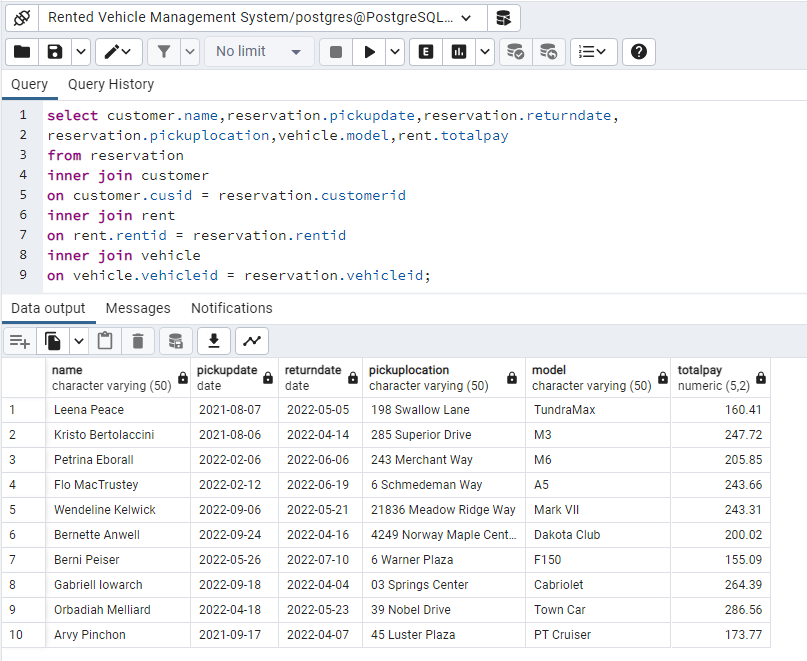 Rented Vehicle Management System/postgres@PostgreSQL...
No limit
E
Query Query History
1 select customer.name,reservation.pickupdate,reservation.returndate,
2 reservation.pickuplocation,vehicle.model,rent.totalpay
3 from reservation
4 inner join customer
5 on customer.cusid = reservation.customerid
6 inner join rent
7 on rent.rentid = reservation.rentid
8 inner join vehicle
9 on vehicle.vehicleid = reservation.vehicleid;
Data output Messages Notifications
name pickupdate returndate pickuplocation model totalpay
character varying (50) date date character varying (50) character varying (50) numeric (5,2)
1 Leena Peace 2021-08-07 2022-05-05 198 Swallow Lane TundraMax 160.41
2 Kristo Bertolaccini 2021-08-06 2022-04-14 285 Superior Drive M3 247.72
3 Petrina Eborall 2022-02-06 2022-06-06 243 Merchant Way M6 205.85
4 Flo MacTrustey 2022-02-12 2022-06-19 6 Schmedeman Way A5 243.66
5 Wendeline Kelwick 2022-09-06 2022-05-21 21836 Meadow Ridge Way Mark VII 243.31
6 Bernette Anwell 2022-09-24 2022-04-16 4249 Norway Maple Cent... Dakota Club 200.02
7 Berni Peiser 2022-05-26 2022-07-10 6 Warner Plaza F150 155.09
8 Gabriell Iowarch 2022-09-18 2022-04-04 03 Springs Center Cabriolet 264.39
9 Orbadiah Melliard 2022-04-18 2022-05-23 39 Nobel Drive Town Car 286.56
10 Arvy Pinchon 2021-09-17 2022-04-07 45 Luster Plaza PT Cruiser 173.77